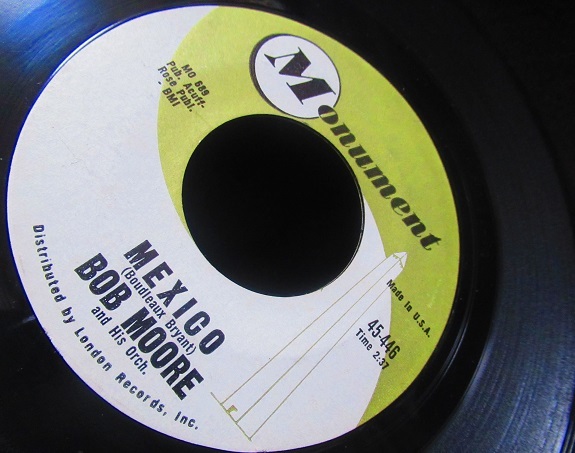 Monument
MO 689
Pub. Acuff-
Rose Publ.
- BMI
Made in U.S.A.
45-446
Time 2:37
MEXICO
(Boudleaux Bryant)
BOB MOORE
and His Orch.
Distributed by London Records, Inc.